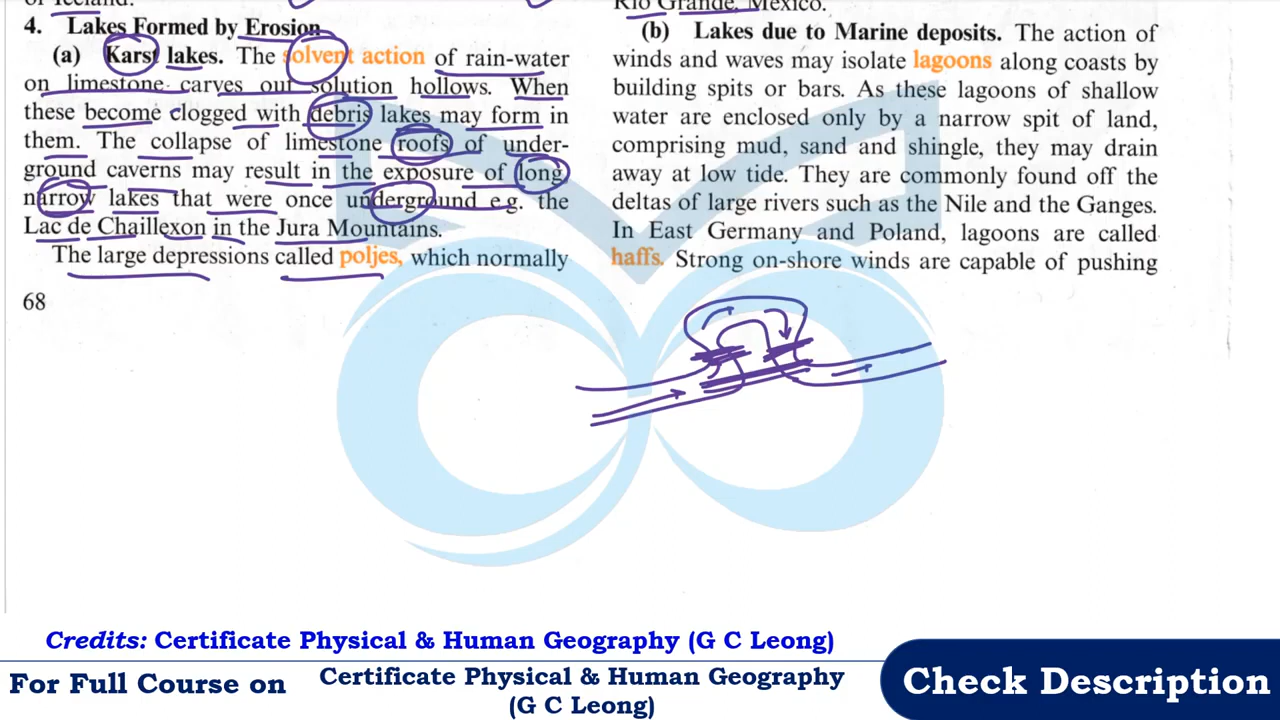 of Iceland.
4. Lakes Formed by Erosion
(a) Karst lakes. The solvent action of rain-water
on limestone carves out solution hollows. When
these become clogged with debris lakes may form in
them. The collapse of limestone roofs of under-
ground caverns may result in the exposure of long,
narrow lakes that were once underground e.g. the
Lac de Chaillexon in the Jura Mountains.
The large depressions called poljes, which normally
68
Rio Grande, Mexico.
(b) Lakes due to Marine deposits. The action of
winds and waves may isolate lagoons along coasts by
building spits or bars. As these lagoons of shallow
water are enclosed only by a narrow spit of land,
comprising mud, sand and shingle, they may drain
away at low tide. They are commonly found off the
deltas of large rivers such as the Nile and the Ganges.
In East Germany and Poland, lagoons are called
haffs. Strong on-shore winds are capable of pushing
Credits: Certificate Physical & Human Geography (G C Leong)
For Full Course on
Certificate Physical & Human Geography
(G C Leong)
Check Description